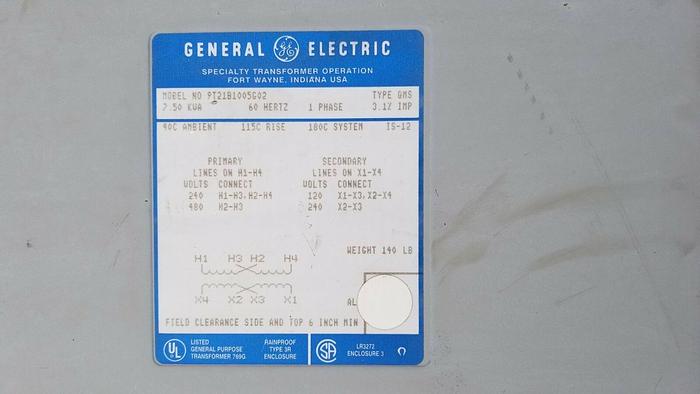 GENERAL GE ELECTRIC
SPECIALTY TRANSFORMER OPERATION
FORT WAYNE, INDIANA USA
MODEL NO 9T21B1005G02 TYPE QMS
7.50 KVA 60 HERTZ 1 PHASE 3.1% IMP
40C AMBIENT 115C RISE 180C SYSTEM IS-12
PRIMARY SECONDARY
LINES ON H1-H4 LINES ON X1-X4
VOLTS CONNECT VOLTS CONNECT
240 H1-H3,H2-H4 120 X1-X3,X2-X4
480 H2-H3 240 X2-X3
WEIGHT 140 LB
H1 H3 H2 H4
X4 X2 X3 X1
AL
FIELD CLEARANCE SIDE AND TOP 6 INCH MIN
UL LISTED GENERAL PURPOSE TRANSFORMER 769G
RAINPROOF TYPE 3R ENCLOSURE
SA LR3272 ENCLOSURE 3